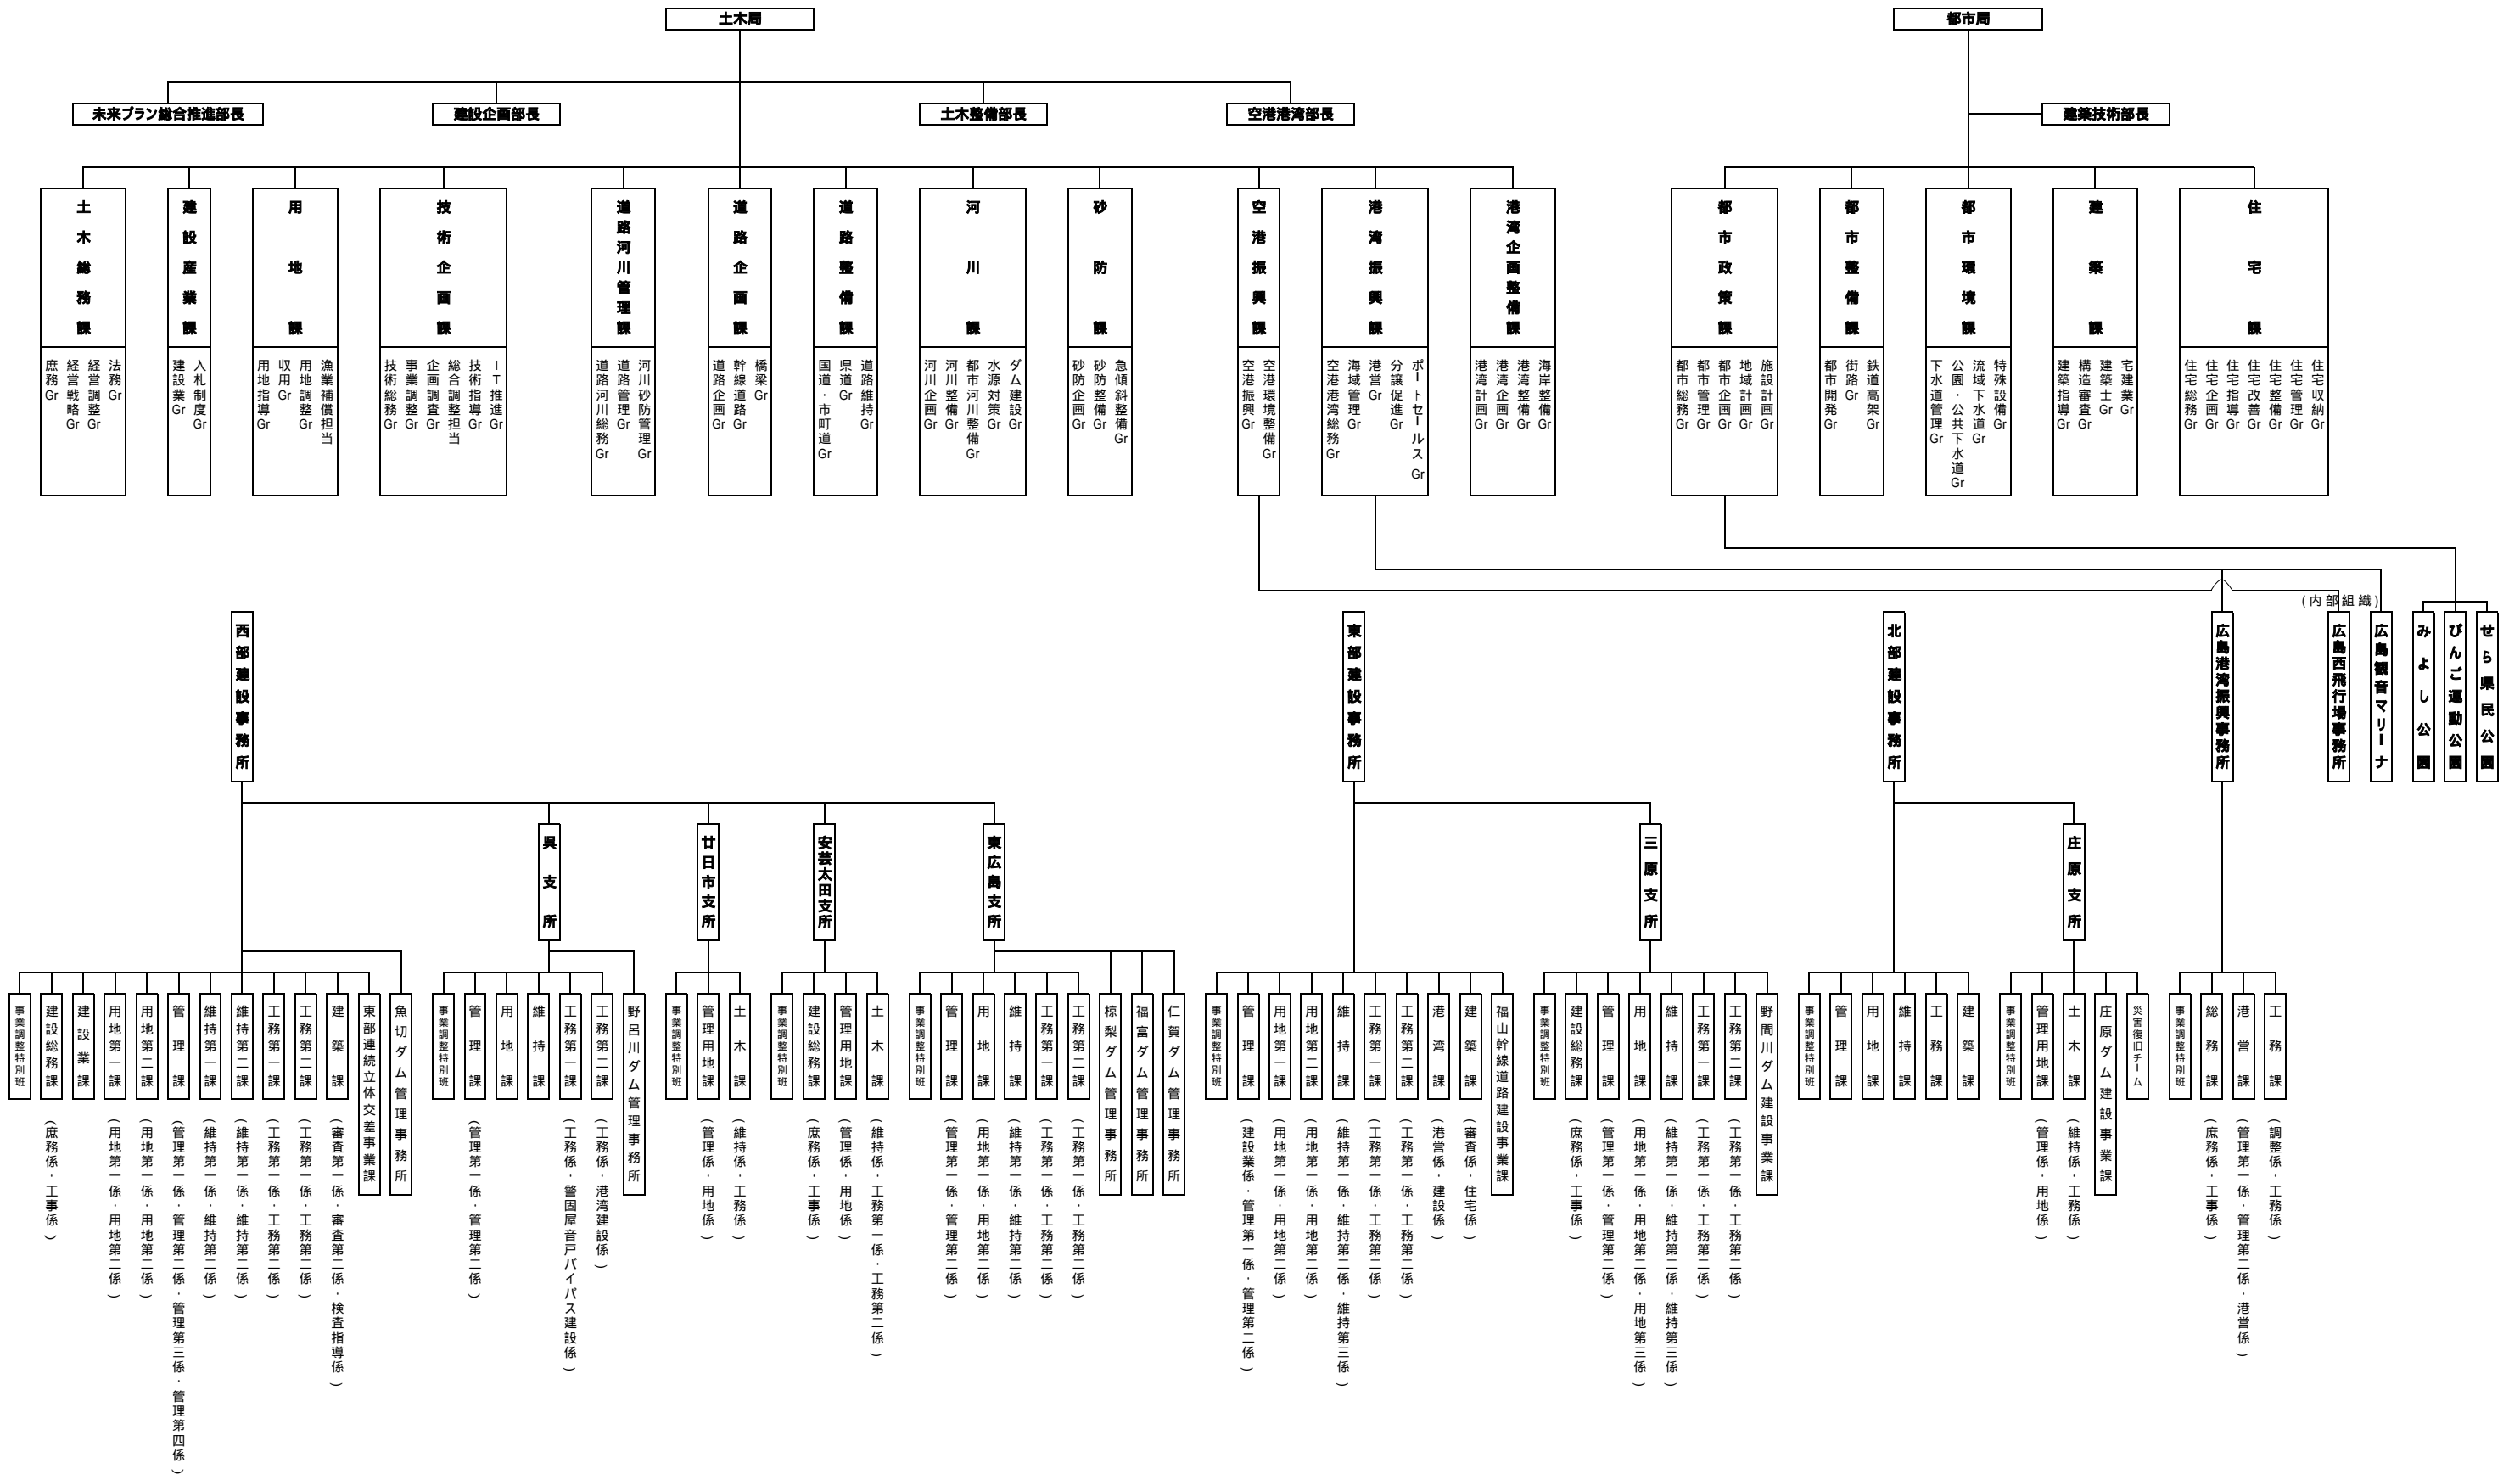 土木局
都市局
未来プラン総合推進部長
建設企画部長
土木整備部長
空港港湾部長
建築技術部長
土木総務課
建設産業課
用地課
技術企画課
道路河川管理課
道路企画課
道路整備課
河川課
砂防課
空港振興課
港湾振興課
港湾企画整備課
都市政策課
都市整備課
都市環境課
建築課
住宅課
庶務Gr
経営戦略Gr
経営調整Gr
法務Gr
建設業Gr
入札制度Gr
用地指導Gr
収用Gr
用地調整Gr
漁業補償担当
技術総務Gr
事業調整Gr
企画調査Gr
総合調整担当
技術指導Gr
IT推進Gr
道路河川総務Gr
道路管理Gr
河川砂防管理Gr
道路企画Gr
幹線道路Gr
橋梁Gr
国道・市町道Gr
県道Gr
道路維持Gr
河川企画Gr
河川整備Gr
都市河川整備Gr
水源対策Gr
ダム建設Gr
砂防企画Gr
砂防整備Gr
急傾斜整備Gr
空港振興Gr
空港環境整備Gr
空港港湾総務Gr
海域管理Gr
港営Gr
分譲促進Gr
ポートセールスGr
港湾計画Gr
港湾企画Gr
港湾整備Gr
海岸整備Gr
都市総務Gr
都市管理Gr
都市企画Gr
地域計画Gr
施設計画Gr
都市開発Gr
街路Gr
鉄道高架Gr
下水道管理Gr
公園・公共下水道Gr
流域下水道Gr
特殊設備Gr
建築指導Gr
構造審査Gr
建築士Gr
宅建業Gr
住宅総務Gr
住宅企画Gr
住宅指導Gr
住宅改善Gr
住宅整備Gr
住宅管理Gr
住宅収納Gr
(内部組織)
西部建設事務所
東部建設事務所
北部建設事務所
広島港湾振興事務所
広島西飛行場事務所
広島観音マリーナ
みよし公園
びんご運動公園
せら県民公園
呉支所
廿日市支所
安芸太田支所
東広島支所
三原支所
庄原支所
事業調整特別班
建設総務課
建設業課
用地第一課
用地第二課
管理課
維持第一課
維持第二課
工務第一課
工務第二課
建築課
東部連続立体交差事業課
魚切ダム管理事務所
事業調整特別班
管理課
用地課
維持課
工務第一課
工務第二課
野呂川ダム管理事務所
事業調整特別班
管理用地課
土木課
事業調整特別班
建設総務課
管理用地課
土木課
事業調整特別班
管理課
用地課
維持課
工務第一課
工務第二課
椋梨ダム管理事務所
福富ダム管理事務所
仁賀ダム管理事務所
事業調整特別班
管理課
用地第一課
用地第二課
維持課
工務第一課
工務第二課
港湾課
建築課
福山幹線道路建設事業課
事業調整特別班
建設総務課
管理課
用地課
維持課
工務第一課
工務第二課
野間川ダム建設事業課
事業調整特別班
管理課
用地課
維持課
工務課
建築課
事業調整特別班
管理用地課
土木課
庄原ダム建設事業課
災害復旧チーム
事業調整特別班
総務課
港営課
工務課
(庶務係・工事係)
(用地第一係・用地第二係)
(用地第一係・用地第二係)
(管理第一係・管理第二係・管理第三係・管理第四係)
(維持第一係・維持第二係)
(維持第一係・維持第二係)
(工務第一係・工務第二係)
(工務第一係・工務第二係)
(審査第一係・審査第二係・検査指導係)
(管理第一係・管理第二係)
(工務係・警固屋音戸バイパス建設係)
(工務係・港湾建設係)
(管理係・用地係)
(維持係・工務係)
(庶務係・工事係)
(管理係・用地係)
(維持係・工務第一係・工務第二係)
(管理第一係・管理第二係)
(用地第一係・用地第二係)
(維持第一係・維持第二係)
(工務第一係・工務第二係)
(工務第一係・工務第二係)
(建設業係・管理第一係・管理第二係)
(用地第一係・用地第二係)
(用地第一係・用地第二係)
(維持第一係・維持第二係・維持第三係)
(工務第一係・工務第二係)
(工務第一係・工務第二係)
(港営係・建設係)
(審査係・住宅係)
(庶務係・工事係)
(管理第一係・管理第二係)
(用地第一係・用地第二係・用地第三係)
(維持第一係・維持第二係・維持第三係)
(工務第一係・工務第二係)
(工務第一係・工務第二係)
(管理係・用地係)
(維持係・工務係)
(庶務係・工事係)
(管理第一係・管理第二係・港営係)
(調整係・工務係)